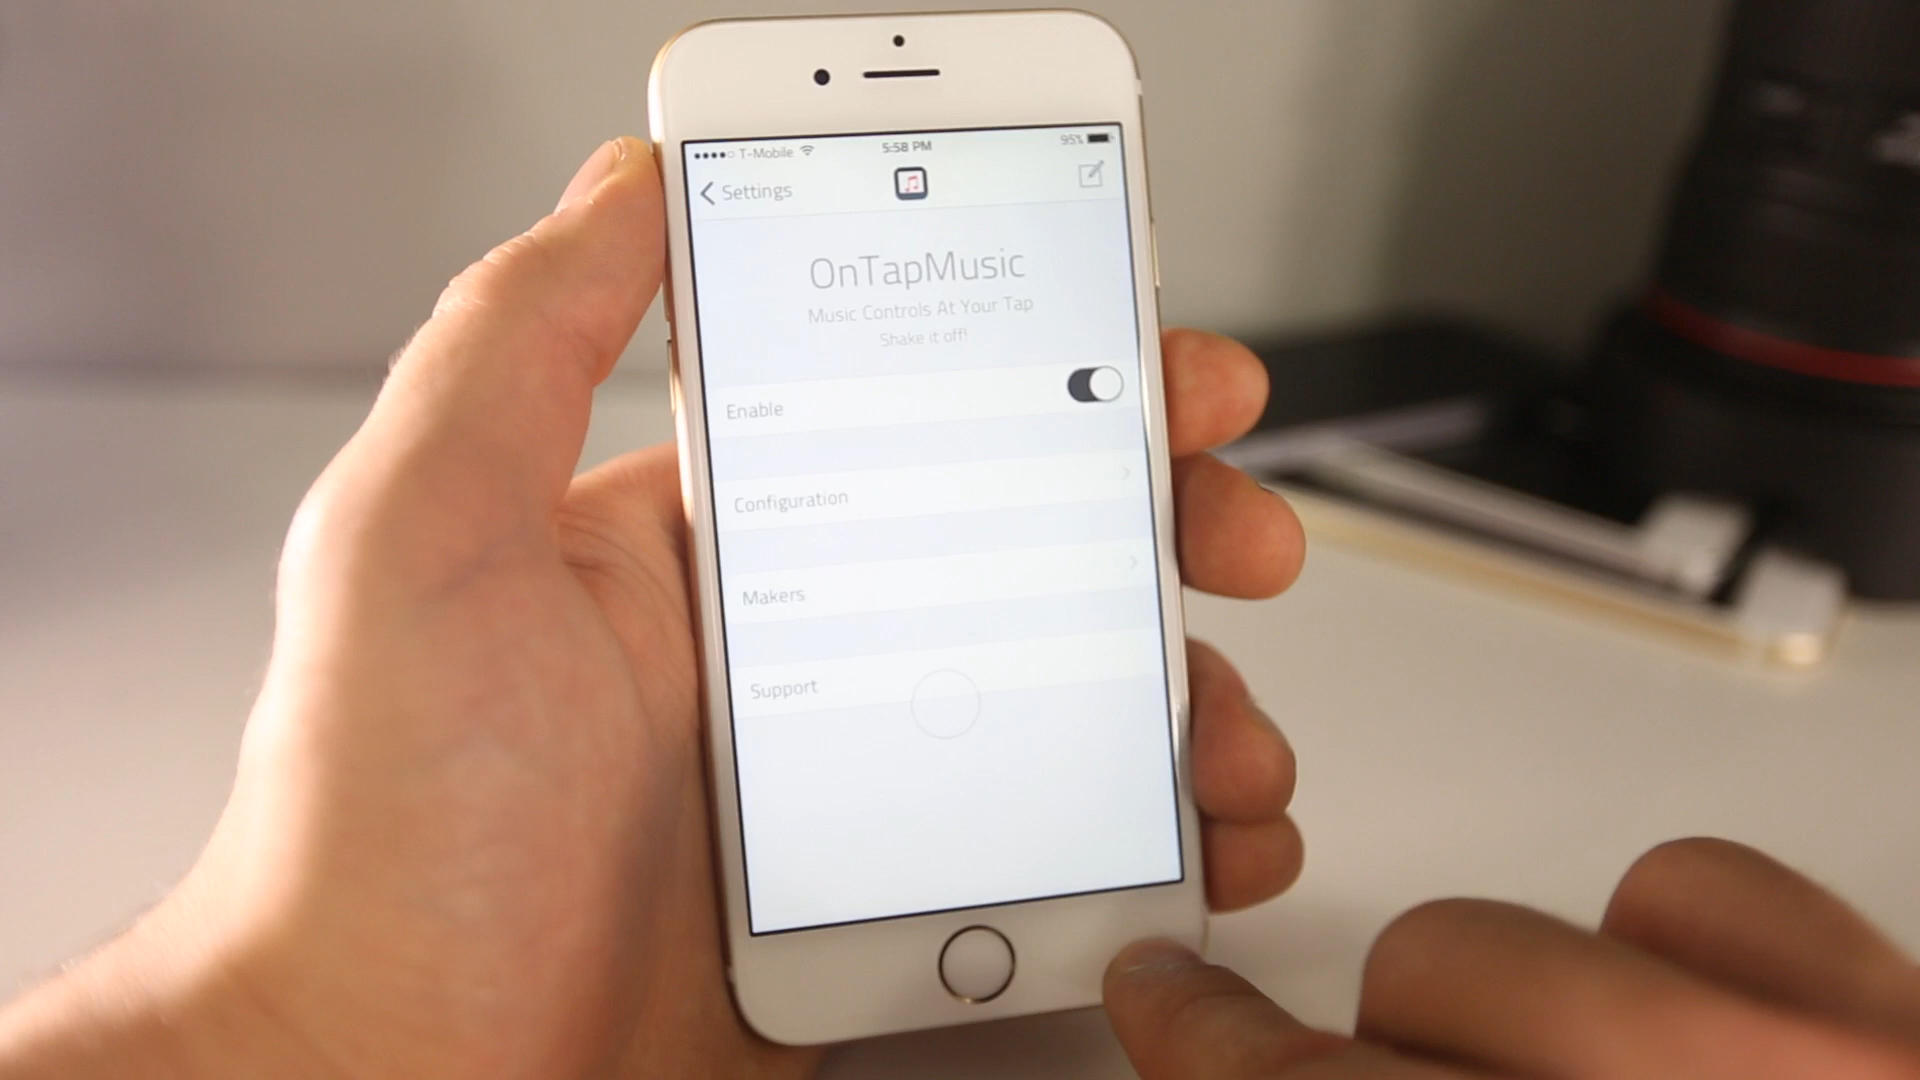 T-Mobile
5:58 PM
95%
Settings
OnTapMusic
Music Controls At Your Tap
Shake it off!
Enable
Configuration
Makers
Support